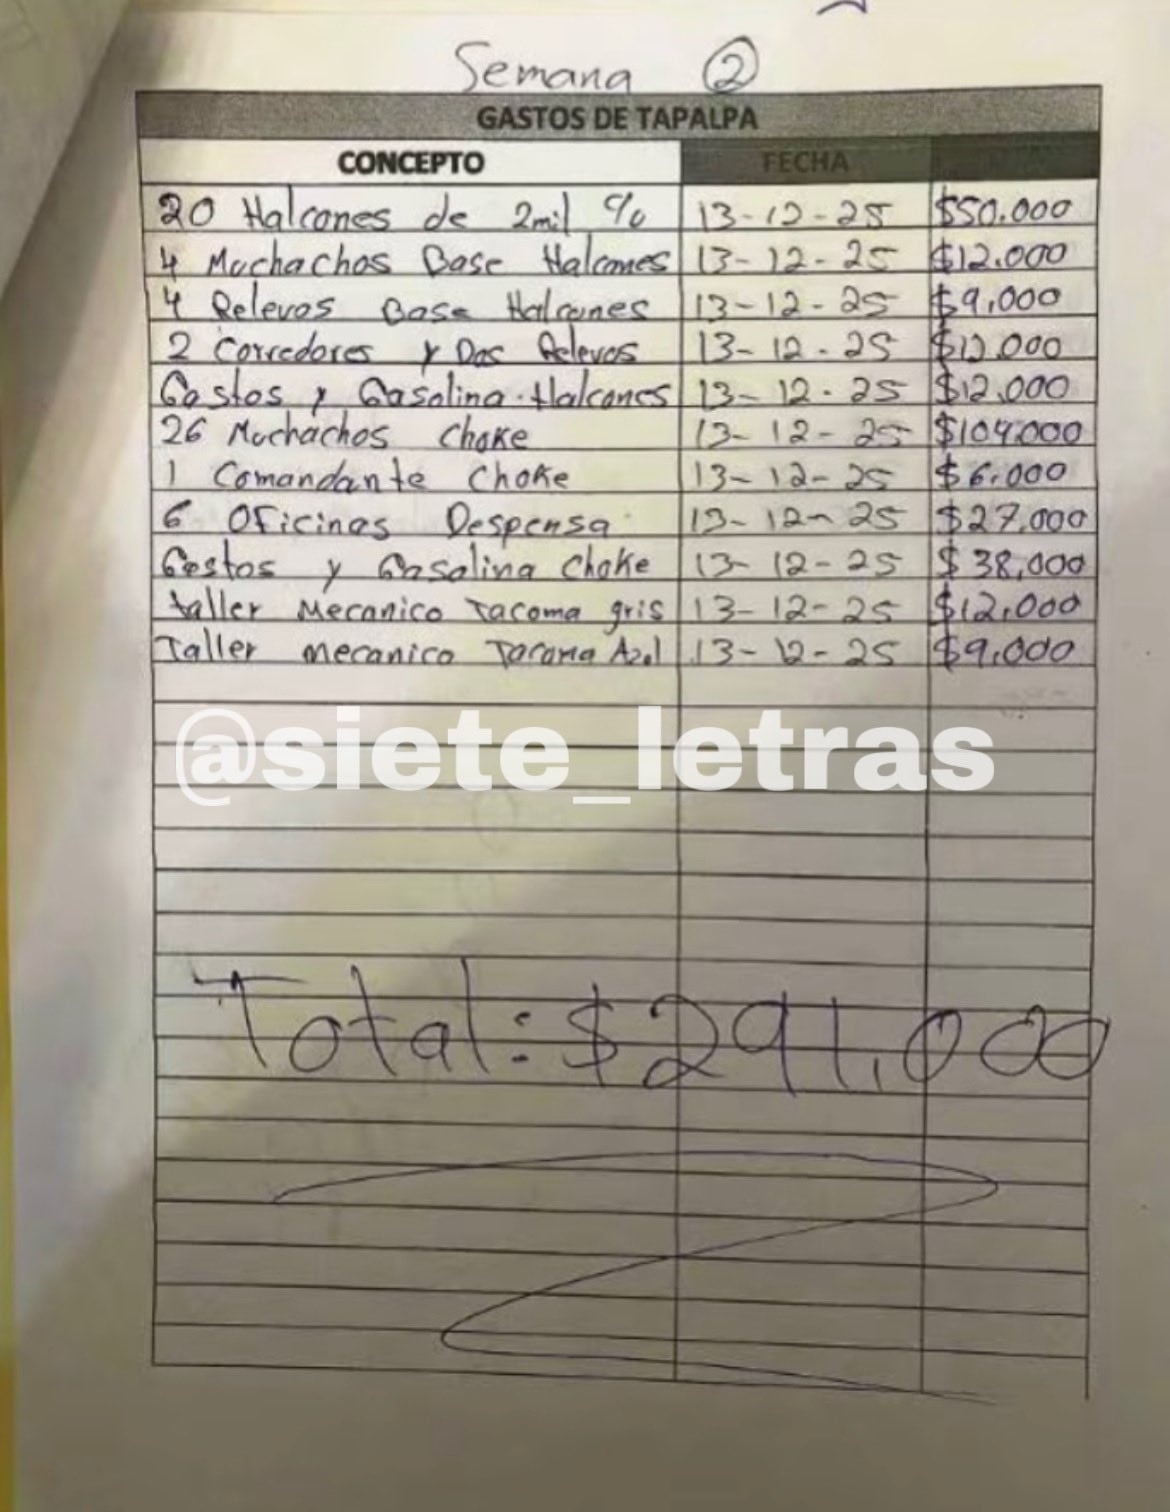 Semana 2
GASTOS DE TAPALPA
CONCEPTO FECHA
20 Halcones de 2mil c/u 13-12-25 $50.000
4 Muchachos Base Halcones 13-12-25 $12.000
4 Relevos Base Halcones 13-12-25 $9,000
2 Corredores y Dos Relevos 13-12-25 $12.000
Gastos y Gasolina Halcones 13-12-25 $12,000
26 Muchachos Choke 13-12-25 $104000
1 Comandante Choke 13-12-25 $6.000
6 Oficinas Despensa 13-12-25 $27,000
Gastos y Gasolina Choke 13-12-25 $38,000
taller Mecanico Tacoma gris 13-12-25 $12,000
Taller mecanico Tacoma Azul 13-12-25 $9,000
@siete_letras
Total: $291,000